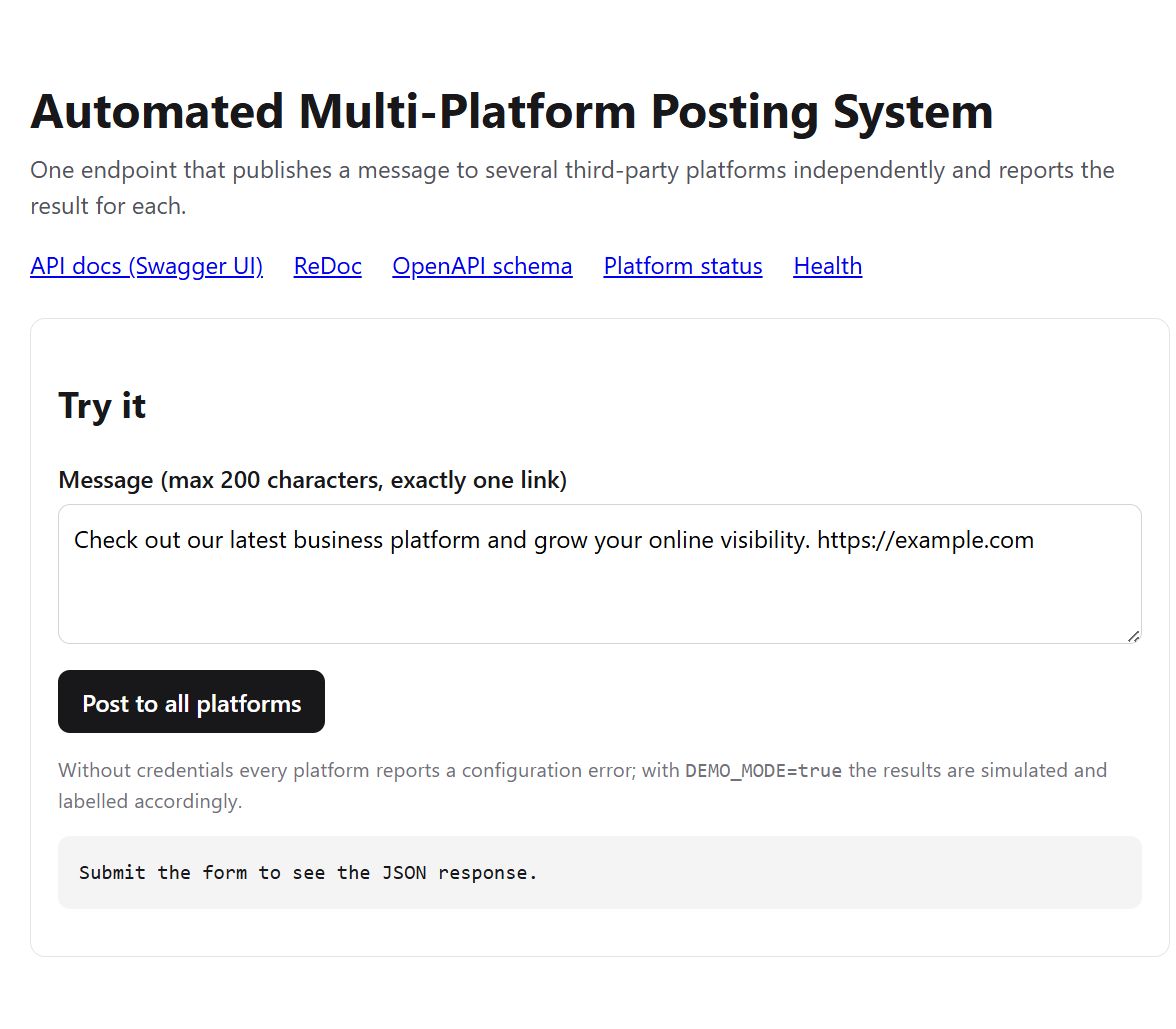 Automated Multi-Platform Posting System
One endpoint that publishes a message to several third-party platforms independently and reports the
result for each.
API docs (Swagger UI) ReDoc OpenAPI schema Platform status Health
Try it
Message (max 200 characters, exactly one link)
Check out our latest business platform and grow your online visibility. https://example.com
Post to all platforms
Without credentials every platform reports a configuration error; with DEMO_MODE=true the results are simulated and
labelled accordingly.
Submit the form to see the JSON response.